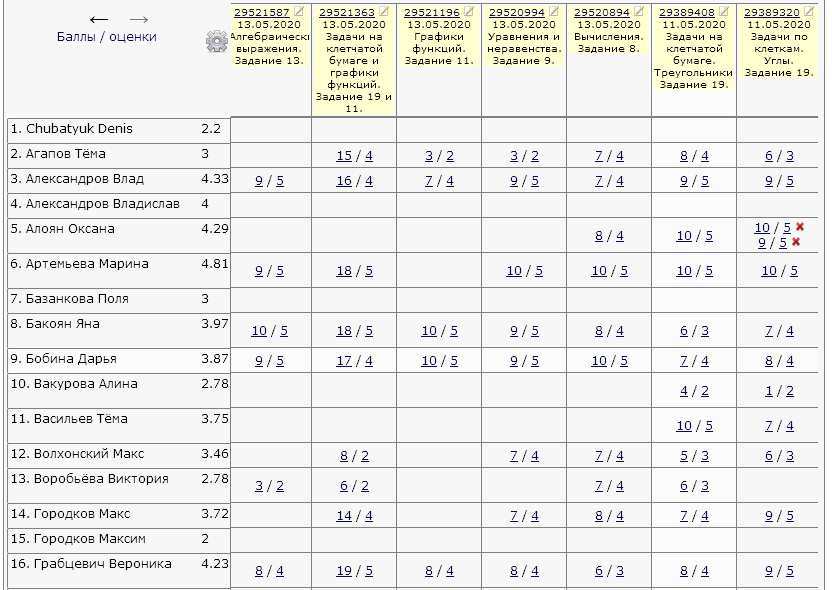 ← →
Баллы / оценки
29521587
13.05.2020
Алгебраически
выражения.
Задание 13.
29521363
13.05.2020
Задачи на
клетчатой
бумаге и
графики
функций.
Задание 19 и
11.
29521196
13.05.2020
Графики
функций.
Задание 11.
29520994
13.05.2020
Уравнения и
неравенства.
Задание 9.
29520894
13.05.2020
Вычисления.
Задание 8.
29389408
11.05.2020
Задачи на
клетчатой
бумаге.
Треугольники
Задание 19.
29389320
11.05.2020
Задачи по
клеткам.
Углы.
Задание 19.
1. Chubatyuk Denis 2.2
2. Агапов Тёма 3 15 / 4 3 / 2 3 / 2 7 / 4 8 / 4 6 / 3
3. Александров Влад 4.33 9 / 5 16 / 4 7 / 4 9 / 5 7 / 4 9 / 5 9 / 5
4. Александров Владислав 4
5. Алоян Оксана 4.29 8 / 4 10 / 5 10 / 5
9 / 5
6. Артемьева Марина 4.81 9 / 5 18 / 5 10 / 5 10 / 5 10 / 5 10 / 5
7. Базанкова Поля 3
8. Бакоян Яна 3.97 10 / 5 18 / 5 10 / 5 9 / 5 8 / 4 6 / 3 7 / 4
9. Бобина Дарья 3.87 9 / 5 17 / 4 10 / 5 9 / 5 10 / 5 7 / 4 8 / 4
10. Вакурова Алина 2.78 4 / 2 1 / 2
11. Васильев Тёма 3.75 10 / 5 7 / 4
12. Волхонский Макс 3.46 8 / 2 7 / 4 7 / 4 5 / 3 6 / 3
13. Воробьёва Виктория 2.78 3 / 2 6 / 2 7 / 4 6 / 3
14. Городков Макс 3.72 14 / 4 7 / 4 8 / 4 7 / 4 9 / 5
15. Городков Максим 2
16. Грабцевич Вероника 4.23 8 / 4 19 / 5 8 / 4 8 / 4 6 / 3 8 / 4 9 / 5